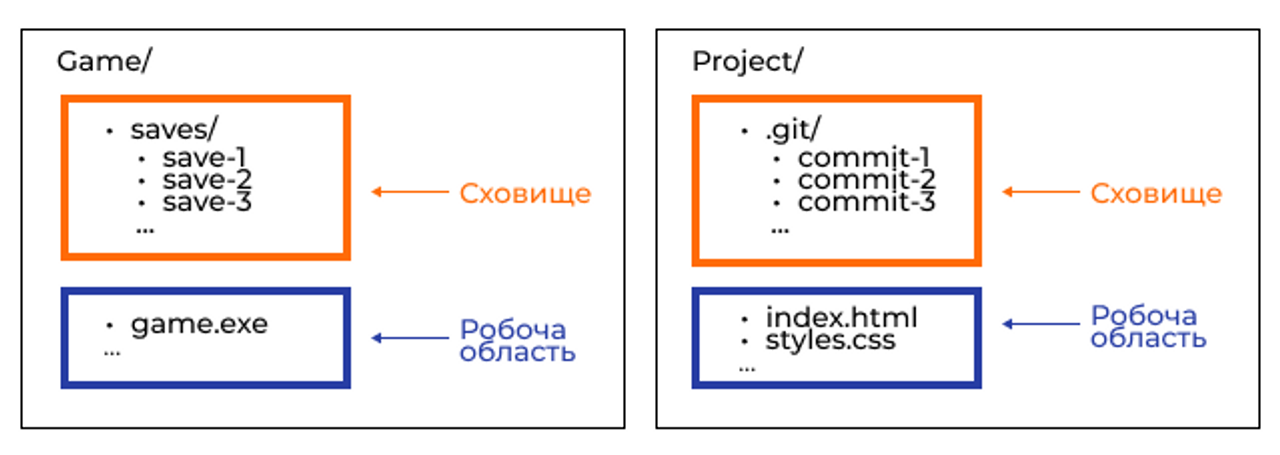 Game/
• saves/
• save-1
• save-2
• save-3
...
Сховище
• game.exe
...
Робоча
область
Project/
• .git/
• commit-1
• commit-2
• commit-3
...
Сховище
• index.html
• styles.css
...
Робоча
область